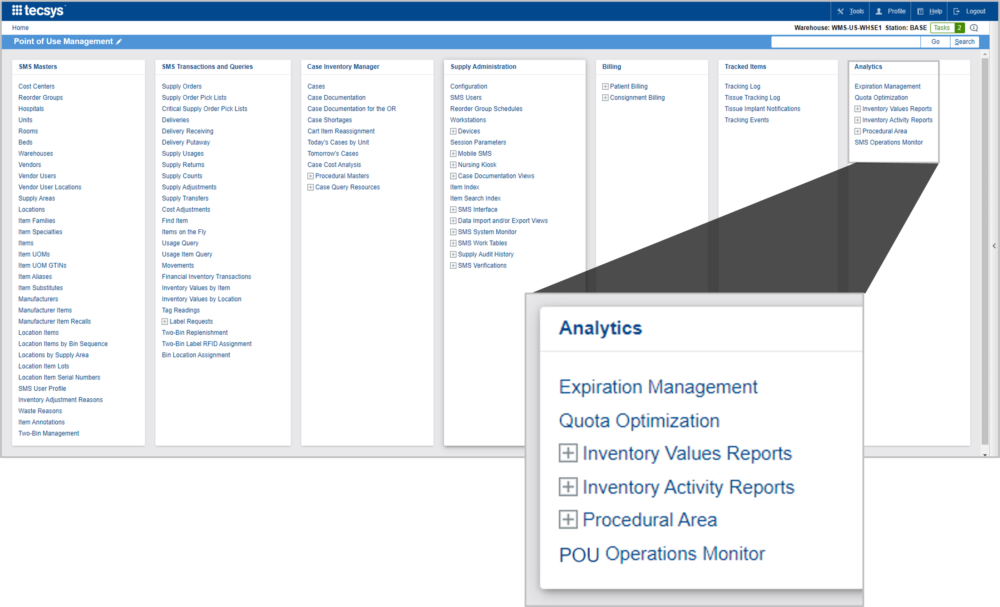 tecsys
Tools Profile Help Logout
Home
Warehouse: WMS-US-WHSE1 Station: BASE Tasks 2
Point of Use Management
Go Search
SMS Masters
Cost Centers
Reorder Groups
Hospitals
Units
Rooms
Beds
Warehouses
Vendors
Vendor Users
Vendor User Locations
Supply Areas
Locations
Item Families
Item Specialties
Items
Item UOMs
Item UOM GTINs
Item Aliases
Item Substitutes
Manufacturers
Manufacturer Items
Manufacturer Item Recalls
Location Items
Location Items by Bin Sequence
Locations by Supply Area
Location Item Lots
Location Item Serial Numbers
SMS User Profile
Inventory Adjustment Reasons
Waste Reasons
Item Annotations
Two-Bin Management
SMS Transactions and Queries
Supply Orders
Supply Order Pick Lists
Critical Supply Order Pick Lists
Deliveries
Delivery Receiving
Delivery Putaway
Supply Usages
Supply Returns
Supply Counts
Supply Adjustments
Supply Transfers
Cost Adjustments
Find Item
Items on the Fly
Usage Query
Usage Item Query
Movements
Financial Inventory Transactions
Inventory Values by Item
Inventory Values by Location
Tag Readings
Label Requests
Two-Bin Replenishment
Two-Bin Label RFID Assignment
Bin Location Assignment
Case Inventory Manager
Cases
Case Documentation
Case Documentation for the OR
Case Shortages
Cart Item Reassignment
Today's Cases by Unit
Tomorrow's Cases
Case Cost Analysis
Procedural Masters
Case Query Resources
Supply Administration
Configuration
SMS Users
Reorder Group Schedules
Workstations
Devices
Session Parameters
Mobile SMS
Nursing Kiosk
Case Documentation Views
Item Index
Item Search Index
SMS Interface
Data Import and/or Export Views
SMS System Monitor
SMS Work Tables
Supply Audit History
SMS Verifications
Billing
Patient Billing
Consignment Billing
Tracked Items
Tracking Log
Tissue Tracking Log
Tissue Implant Notifications
Tracking Events
Analytics
Expiration Management
Quota Optimization
Inventory Values Reports
Inventory Activity Reports
Procedural Area
SMS Operations Monitor
Analytics
Expiration Management
Quota Optimization
Inventory Values Reports
Inventory Activity Reports
Procedural Area
POU Operations Monitor